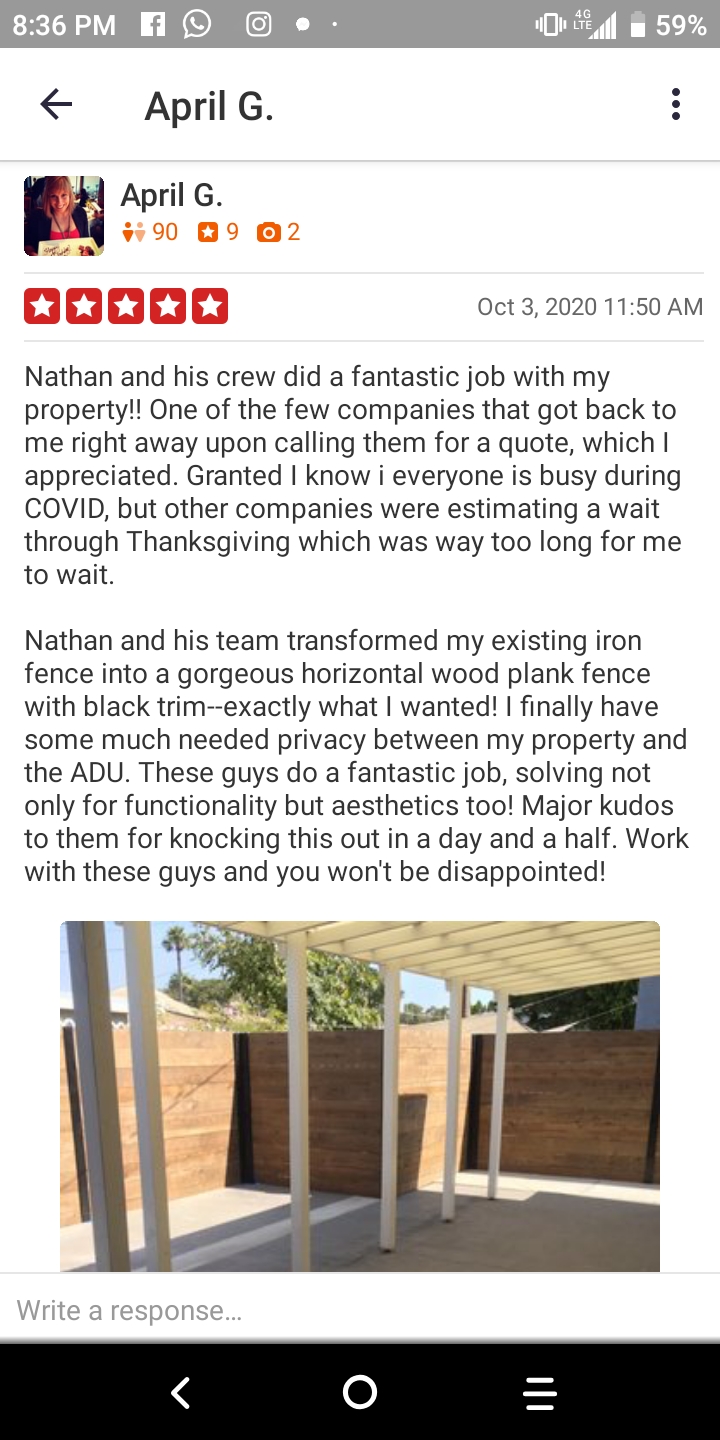 8:36 PM 4G LTE 59%
April G.
April G.
90 9 2
Oct 3, 2020 11:50 AM
Nathan and his crew did a fantastic job with my
property!! One of the few companies that got back to
me right away upon calling them for a quote, which I
appreciated. Granted I know i everyone is busy during
COVID, but other companies were estimating a wait
through Thanksgiving which was way too long for me
to wait.
Nathan and his team transformed my existing iron
fence into a gorgeous horizontal wood plank fence
with black trim--exactly what I wanted! I finally have
some much needed privacy between my property and
the ADU. These guys do a fantastic job, solving not
only for functionality but aesthetics too! Major kudos
to them for knocking this out in a day and a half. Work
with these guys and you won't be disappointed!
Write a response...